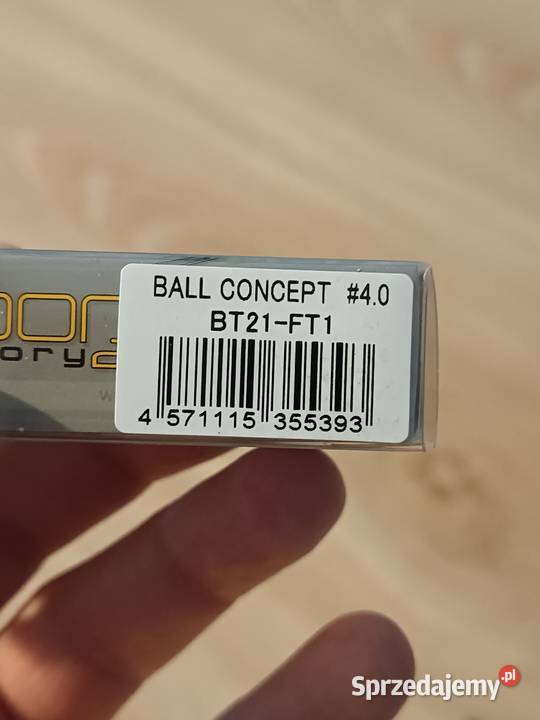 BALL CONCEPT #4.0
BT21-FT1
4 571115 355393
Sprzedajemy.pl